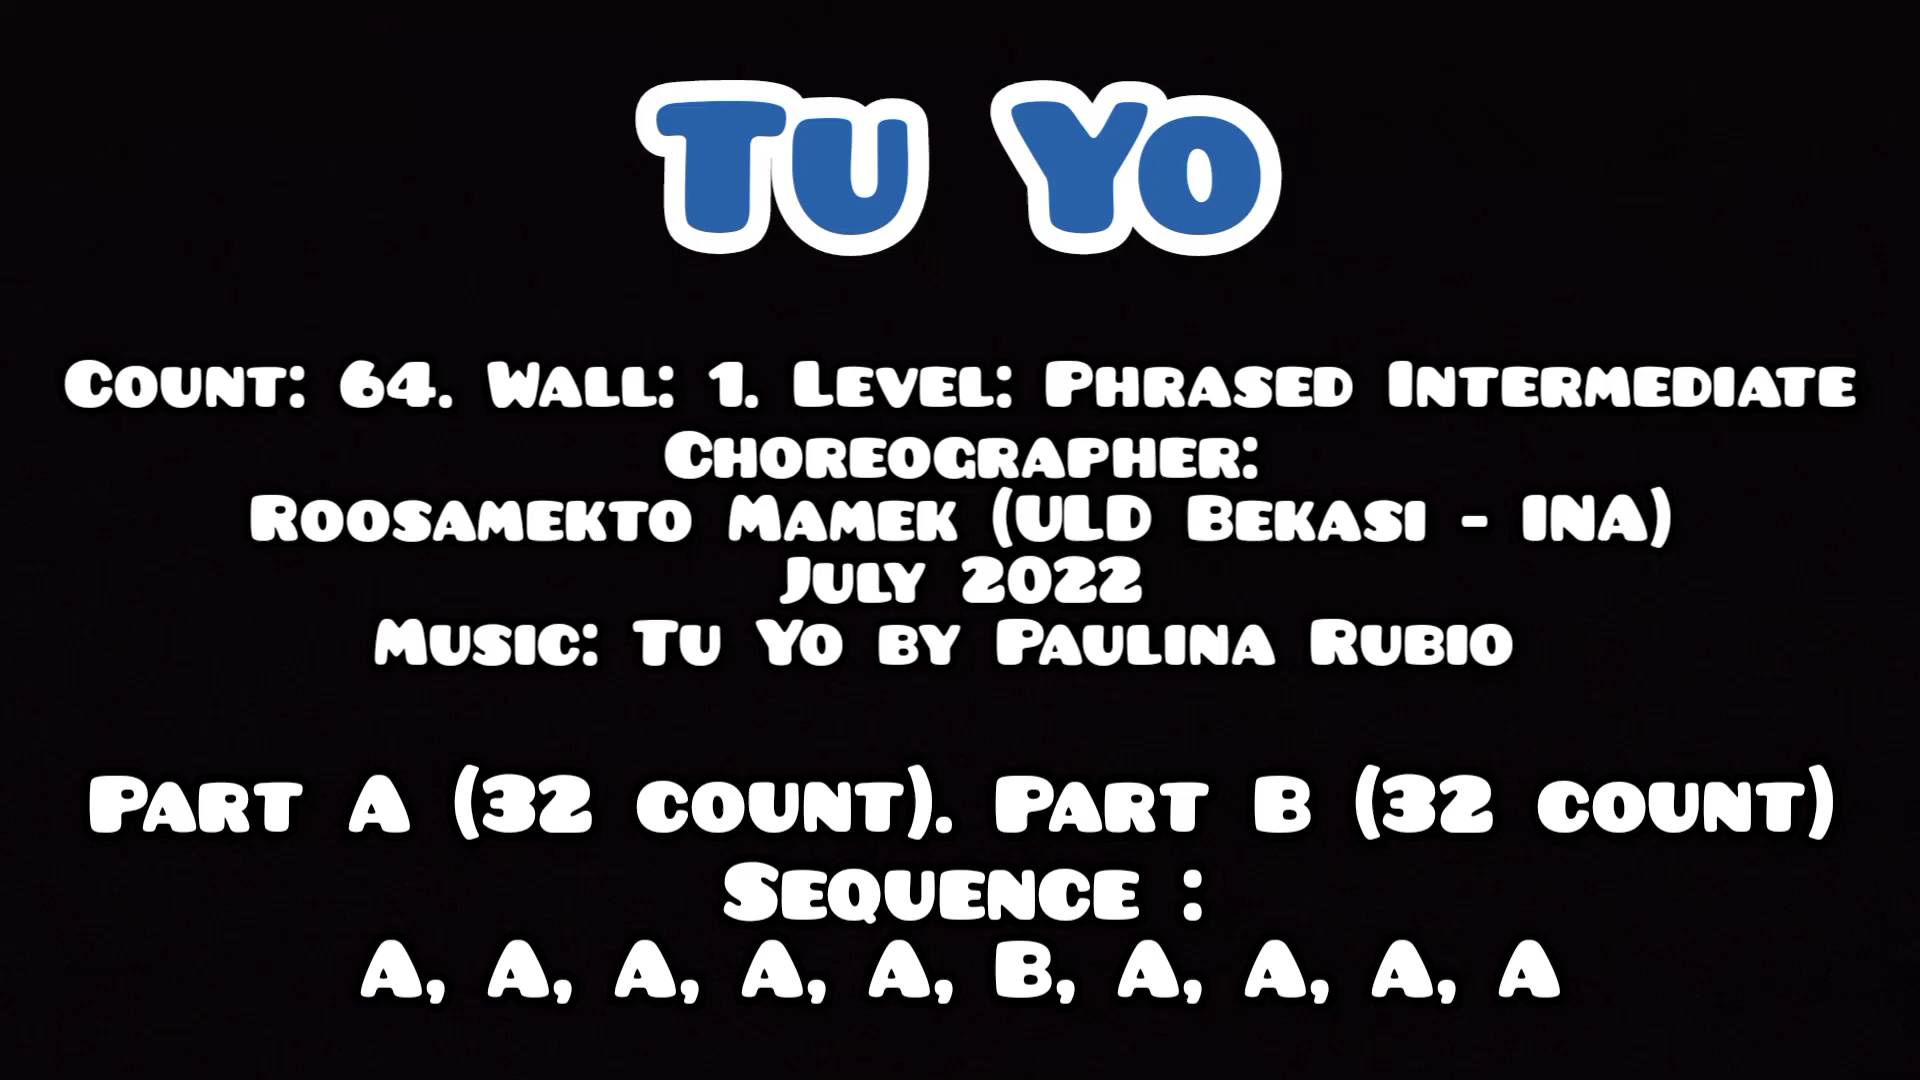 Tu Yo
Count: 64. Wall: 1. Level: Phrased Intermediate
Choreographer:
Roosamekto Mamek (ULD Bekasi - INA)
July 2022
Music: Tu Yo by Paulina Rubio
Part A (32 count). Part B (32 count)
Sequence :
A, A, A, A, A, B, A, A, A, A